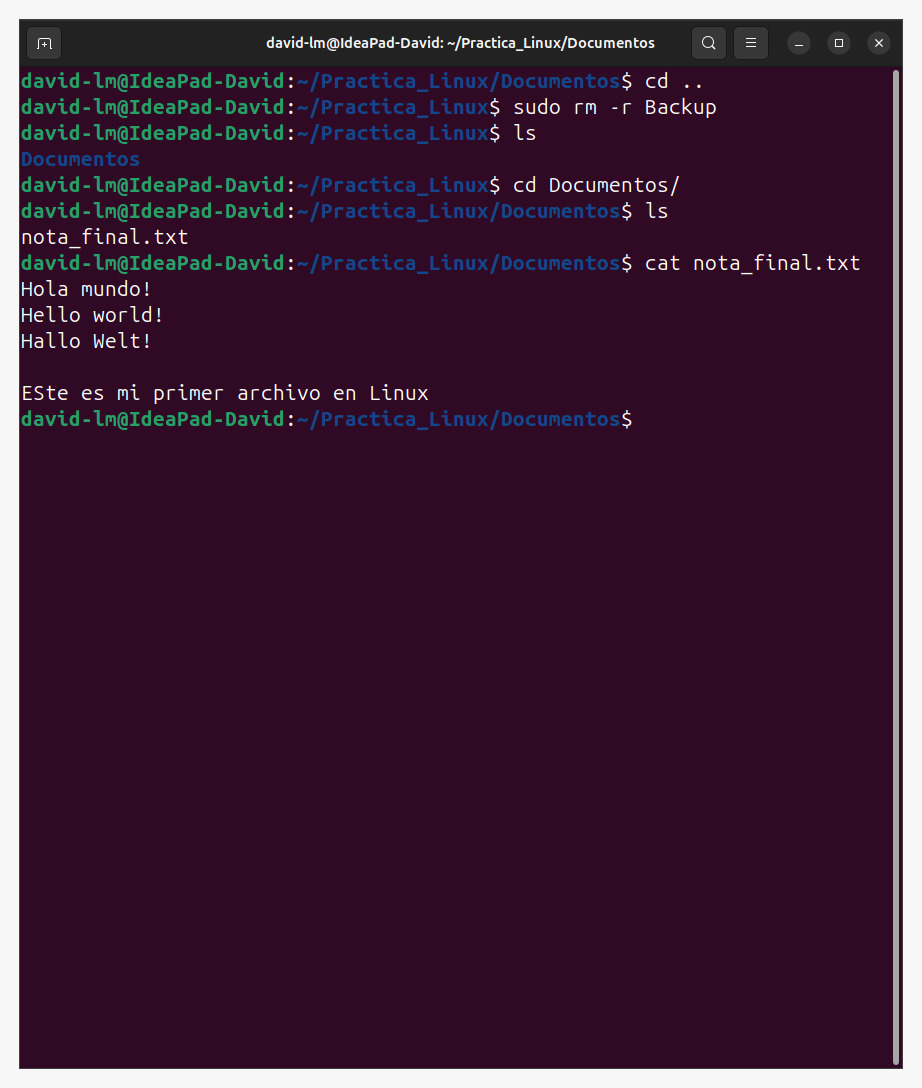 david-lm@IdeaPad-David: ~/Practica_Linux/Documentos
david-lm@IdeaPad-David:~/Practica_Linux/Documentos$ cd ..
david-lm@IdeaPad-David:~/Practica_Linux$ sudo rm -r Backup
david-lm@IdeaPad-David:~/Practica_Linux$ ls
Documentos
david-lm@IdeaPad-David:~/Practica_Linux$ cd Documentos/
david-lm@IdeaPad-David:~/Practica_Linux/Documentos$ ls
nota_final.txt
david-lm@IdeaPad-David:~/Practica_Linux/Documentos$ cat nota_final.txt
Hola mundo!
Hello world!
Hallo Welt!
ESte es mi primer archivo en Linux
david-lm@IdeaPad-David:~/Practica_Linux/Documentos$